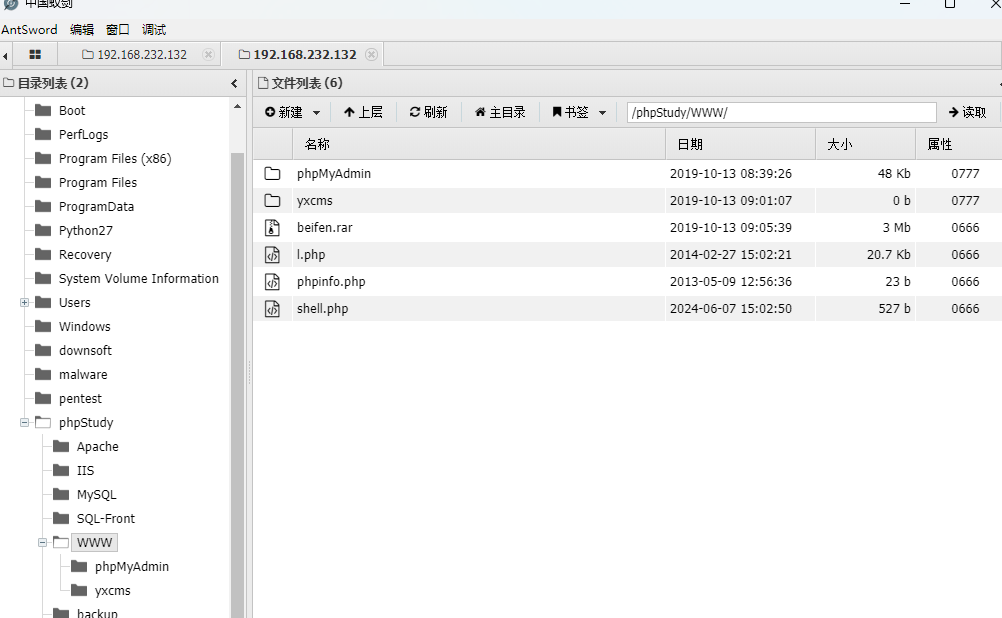 中国蚁剑
AntSword 编辑 窗口 调试
192.168.232.132 192.168.232.132
目录列表 (2)
Boot
PerfLogs
Program Files (x86)
Program Files
ProgramData
Python27
Recovery
System Volume Information
Users
Windows
downsoft
malware
pentest
phpStudy
Apache
IIS
MySQL
SQL-Front
WWW
phpMyAdmin
yxcms
backup
文件列表 (6)
新建 上层 刷新 主目录 书签 /phpStudy/WWW/ 读取
名称 日期 大小 属性
phpMyAdmin 2019-10-13 08:39:26 48 Kb 0777
yxcms 2019-10-13 09:01:07 0 b 0777
beifen.rar 2019-10-13 09:05:39 3 Mb 0666
l.php 2014-02-27 15:02:21 20.7 Kb 0666
phpinfo.php 2013-05-09 12:56:36 23 b 0666
shell.php 2024-06-07 15:02:50 527 b 0666